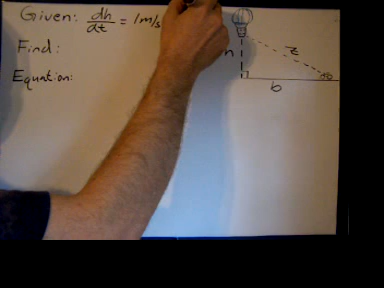 Given: dh/dt = 1m/s
Find:
Equation:
h
z
b